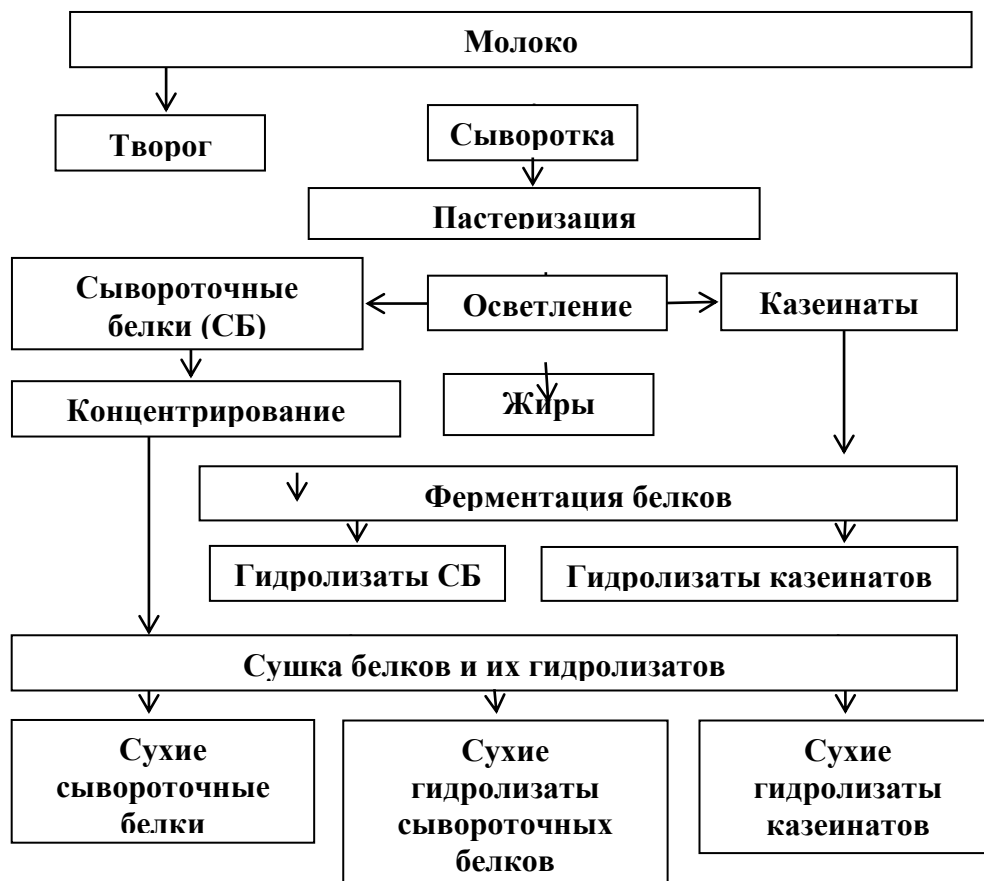 Молоко
Творог
Сыворотка
Пастеризация
Сывороточные
белки (СБ)
Осветление
Казеинаты
Концентрирование
Жиры
Ферментация белков
Гидролизаты СБ
Гидролизаты казеинатов
Сушка белков и их гидролизатов
Сухие
сывороточные
белки
Сухие
гидролизаты
сывороточных
белков
Сухие
гидролизаты
казеинатов